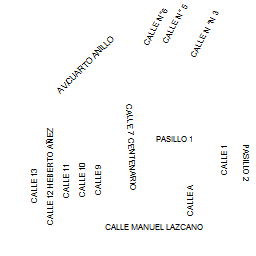 CALLE N°6
CALLE N° 5
CALLE N °N 3
AV.CUARTO ANILLO
CALLE 7 CENTENARIO
PASILLO 1
CALLE 13
CALLE 12 HEBERTO AÑEZ
CALLE 11
CALLE 10
CALLE 9
CALLE A
CALLE 1
PASILLO 2
CALLE MANUEL LAZCANO